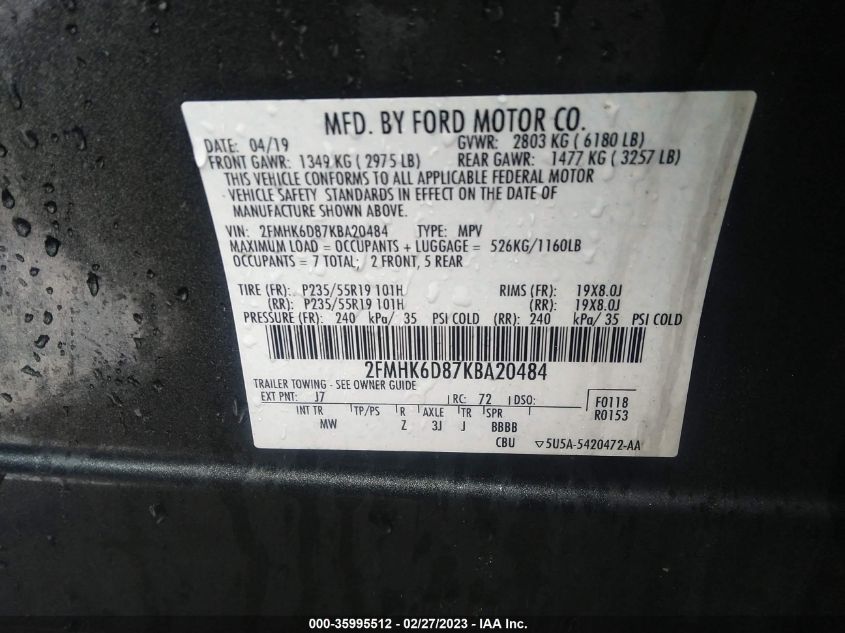 MFD. BY FORD MOTOR CO.
DATE: 04/19 GVWR: 2803 KG ( 6180 LB)
FRONT GAWR: 1349 KG ( 2975 LB) REAR GAWR: 1477 KG ( 3257 LB)
THIS VEHICLE CONFORMS TO ALL APPLICABLE FEDERAL MOTOR
VEHICLE SAFETY STANDARDS IN EFFECT ON THE DATE OF
MANUFACTURE SHOWN ABOVE.
VIN: 2FMHK6D87KBA20484 TYPE: MPV
MAXIMUM LOAD = OCCUPANTS + LUGGAGE = 526KG/1160LB
OCCUPANTS = 7 TOTAL; 2 FRONT, 5 REAR
TIRE (FR): P235/55R19 101H RIMS (FR): 19X8.0J
(RR): P235/55R19 101H (RR): 19X8.0J
PRESSURE (FR): 240 kPa/ 35 PSI COLD (RR): 240 kPa/ 35 PSI COLD
2FMHK6D87KBA20484
TRAILER TOWING - SEE OWNER GUIDE
EXT PNT: J7 RC: 72 DSO: F0118
INT TR TP/PS R AXLE TR SPR R0153
MW Z 3J J BBBB
CBU ▽5U5A-5420472-AA
000-35995512 - 02/27/2023 - IAAI.COM